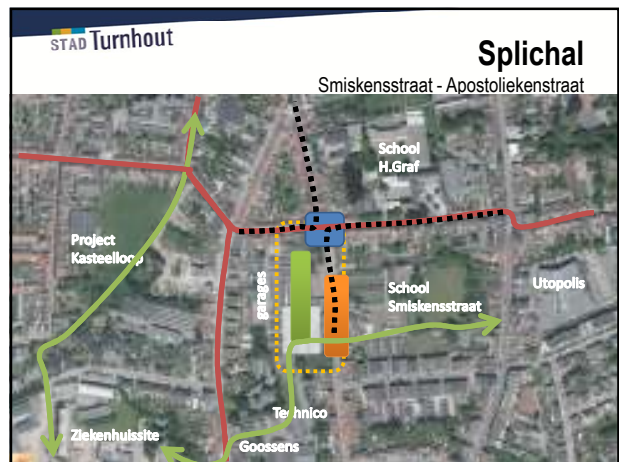 STAD Turnhout
Splichal
Smiskensstraat - Apostoliekenstraat
School
H.Graf
Project
Kasteelloop
garages
School
Smiskensstraat
Utopolis
Technico
Ziekenhuissite
Goossens